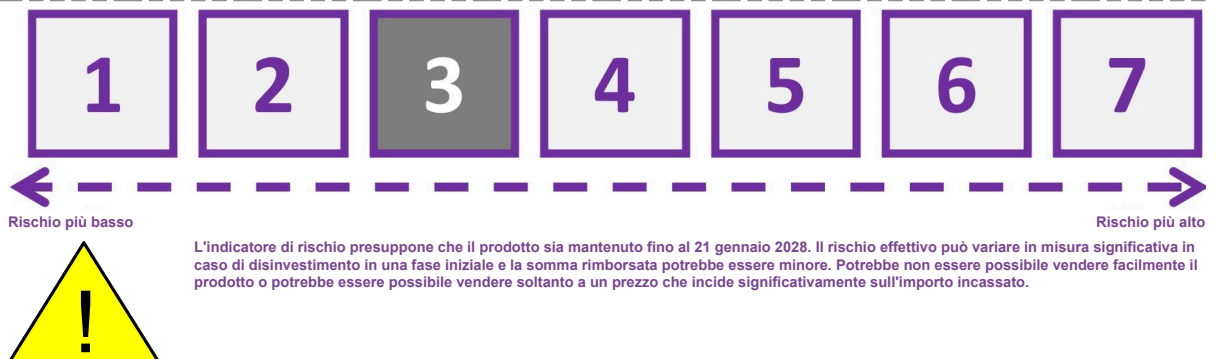 1 2 3 4 5 6 7
Rischio più basso Rischio più alto
L'indicatore di rischio presuppone che il prodotto sia mantenuto fino al 21 gennaio 2028. Il rischio effettivo può variare in misura significativa in
caso di disinvestimento in una fase iniziale e la somma rimborsata potrebbe essere minore. Potrebbe non essere possibile vendere facilmente il
prodotto o potrebbe essere possibile vendere soltanto a un prezzo che incide significativamente sull'importo incassato.
!